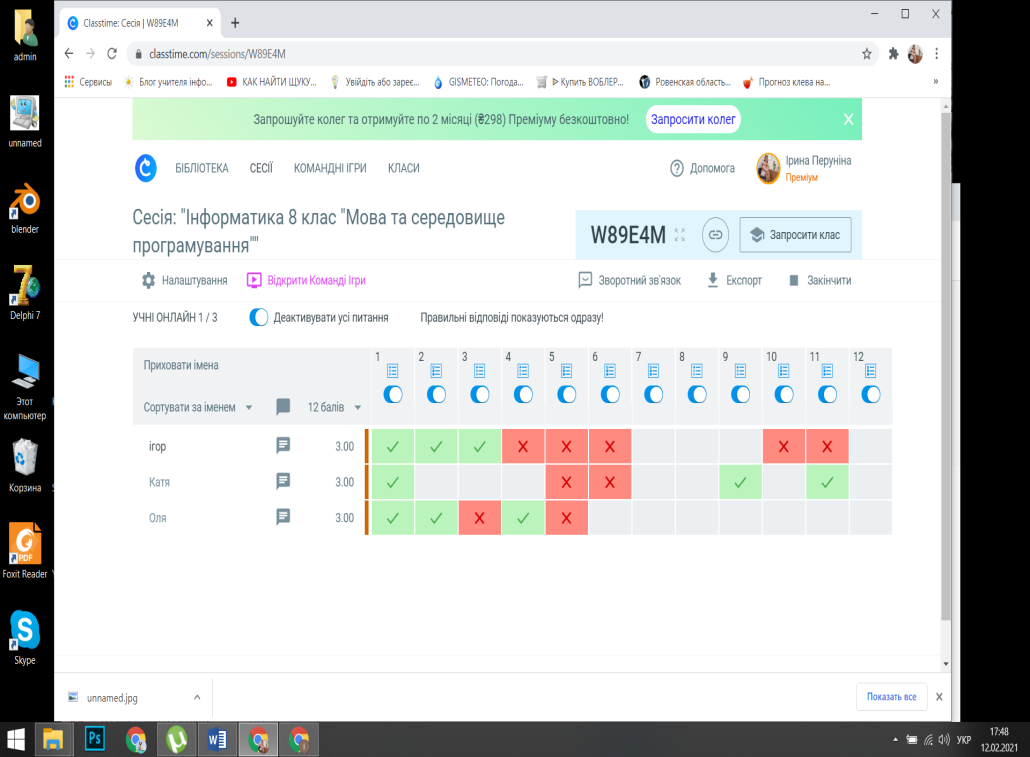 admin
unnamed
blender
Delphi 7
Этот компьютер
Корзина
Foxit Reader
PDF
Skype
Classtime: Сесія | W89E4M
classtime.com/sessions/W89E4M
Сервисы
Блог учителя інфо...
КАК НАЙТИ ЩУКУ...
Увійдіть або зареє...
GISMETEO: Погода...
ᐈ Купить ВОБЛЕР...
Ровенская область...
Прогноз клева на...
»
Запрошуйте колег та отримуйте по 2 місяці (₴298) Преміуму безкоштовно!
Запросити колег
БІБЛІОТЕКА СЕСІЇ КОМАНДНІ ІГРИ КЛАСИ
Допомога
Ірина Перуніна
Преміум
Сесія: "Інформатика 8 клас "Мова та середовище
програмування""
W89E4M
Запросити клас
Налаштування
Відкрити Команді Ігри
Зворотний зв'язок
Експорт
Закінчити
УЧНІ ОНЛАЙН 1 / 3
Деактивувати усі питання
Правильні відповіді показуються одразу!
Приховати імена
1 2 3 4 5 6 7 8 9 10 11 12
Сортувати за іменем
12 балів
ігор 3.00
Катя 3.00
Оля 3.00
unnamed.jpg
Показать все
Ps
УКР
17:48
12.02.2021